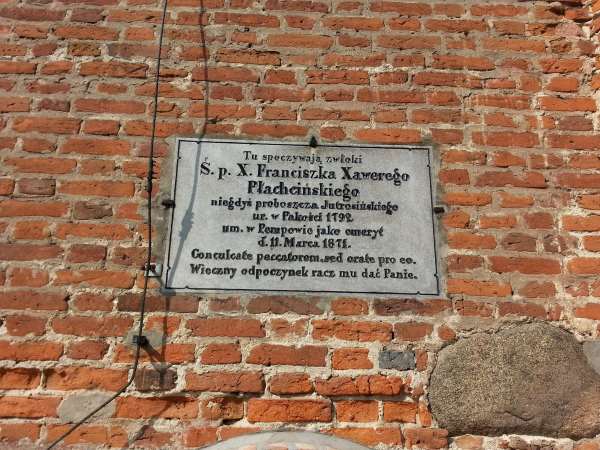 Tu spoczywają zwłoki
Ś. p. X. Franciszka Xawerego
Płachcińskiego
niegdyś proboszcza Jutrosińskiego
ur. w Pakości 1792
um. w Pempowie jako emeryt
d. 11. Marca 1871.
Conculcate peccatorem, sed orate pro eo.
Wieczny odpoczynek racz mu dać Panie.